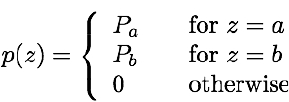 P_a for z = a
p(z) = { P_b for z = b
0 otherwise